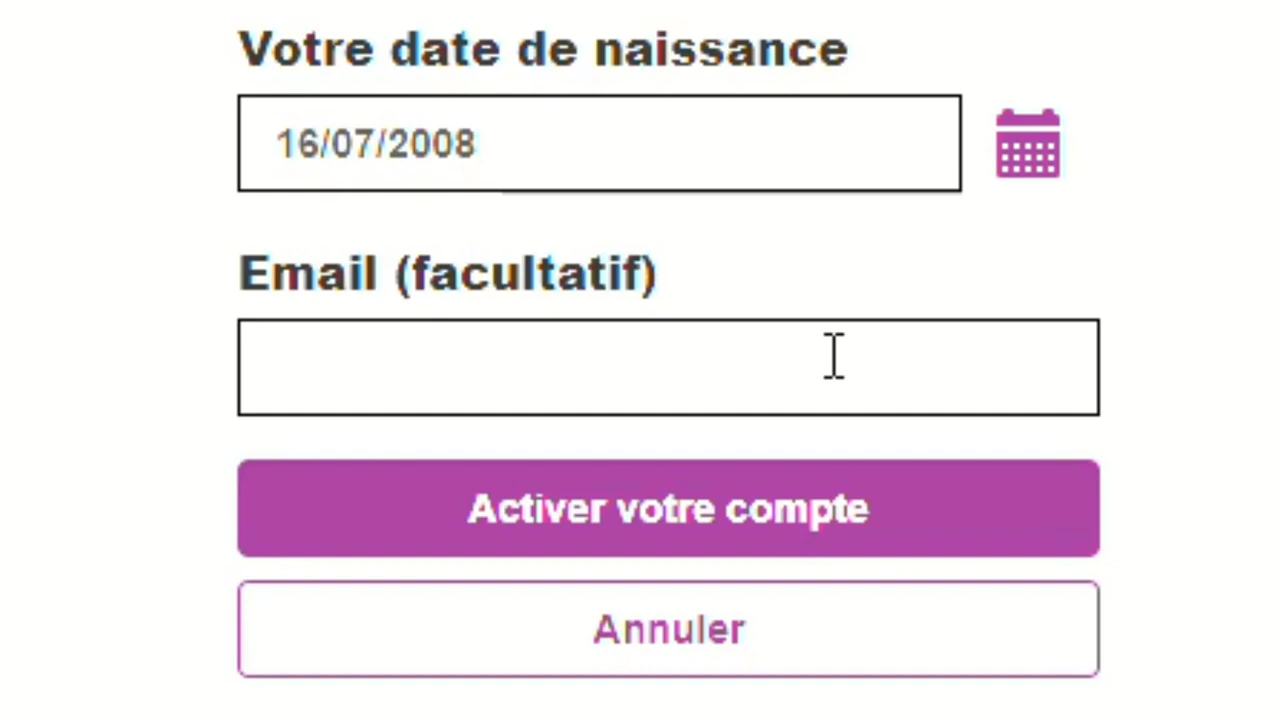 Votre date de naissance
16/07/2008
Email (facultatif)
Activer votre compte
Annuler